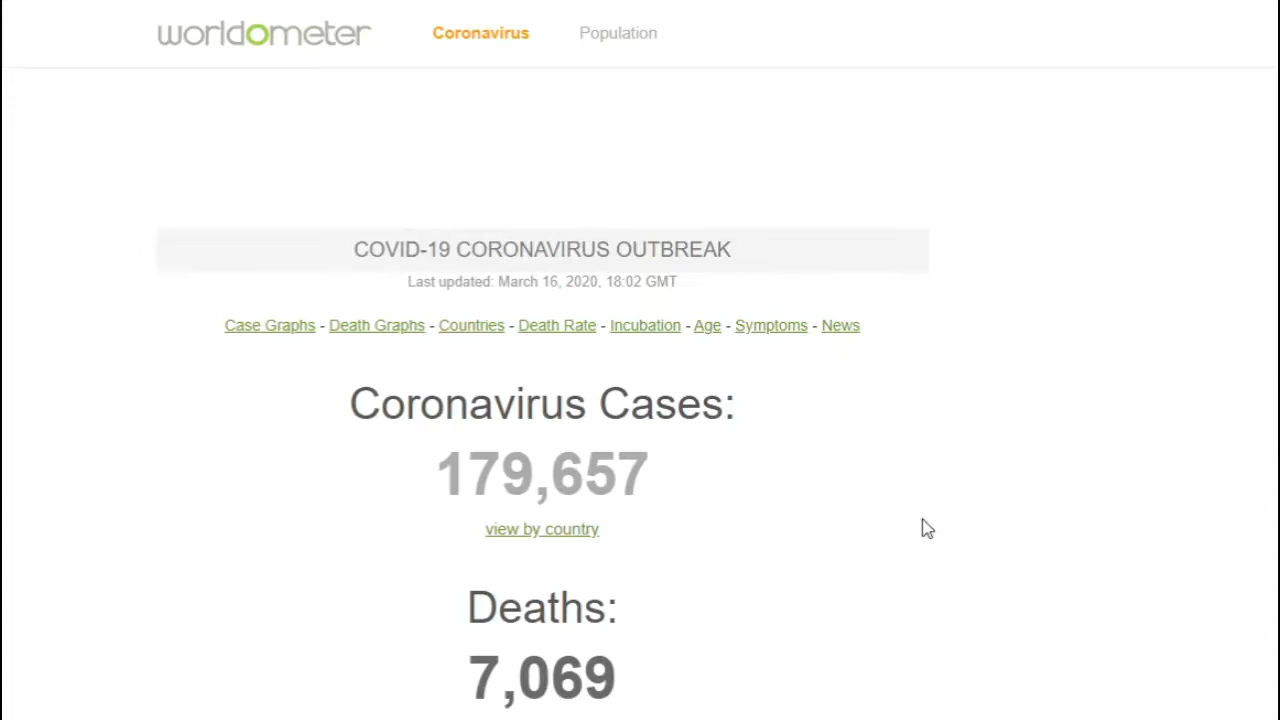 worldometer Coronavirus Population
COVID-19 CORONAVIRUS OUTBREAK
Last updated: March 16, 2020, 18:02 GMT
Case Graphs - Death Graphs - Countries - Death Rate - Incubation - Age - Symptoms - News
Coronavirus Cases:
179,657
view by country
Deaths:
7,069